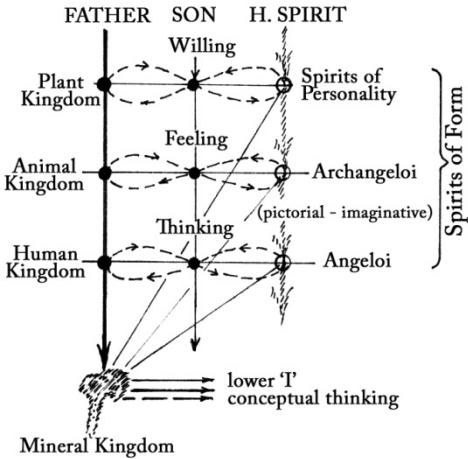 FATHER SON H. SPIRIT
Willing
Plant
Kingdom
Spirits of
Personality
Feeling
Animal
Kingdom
Archangeloi
(pictorial - imaginative)
Thinking
Human
Kingdom
Angeloi
Spirits of Form
lower 'I'
conceptual thinking
Mineral Kingdom